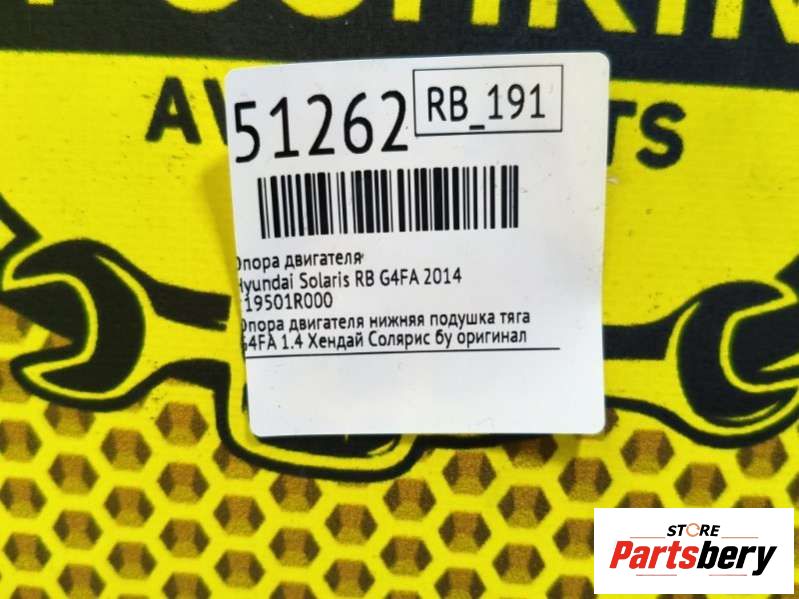 51262
RB_191
Опора двигателя
Hyundai Solaris RB G4FA 2014
19501R000
Опора двигателя нижняя подушка тяга
G4FA 1.4 Хендай Солярис бу оригинал
STORE
Partsbery